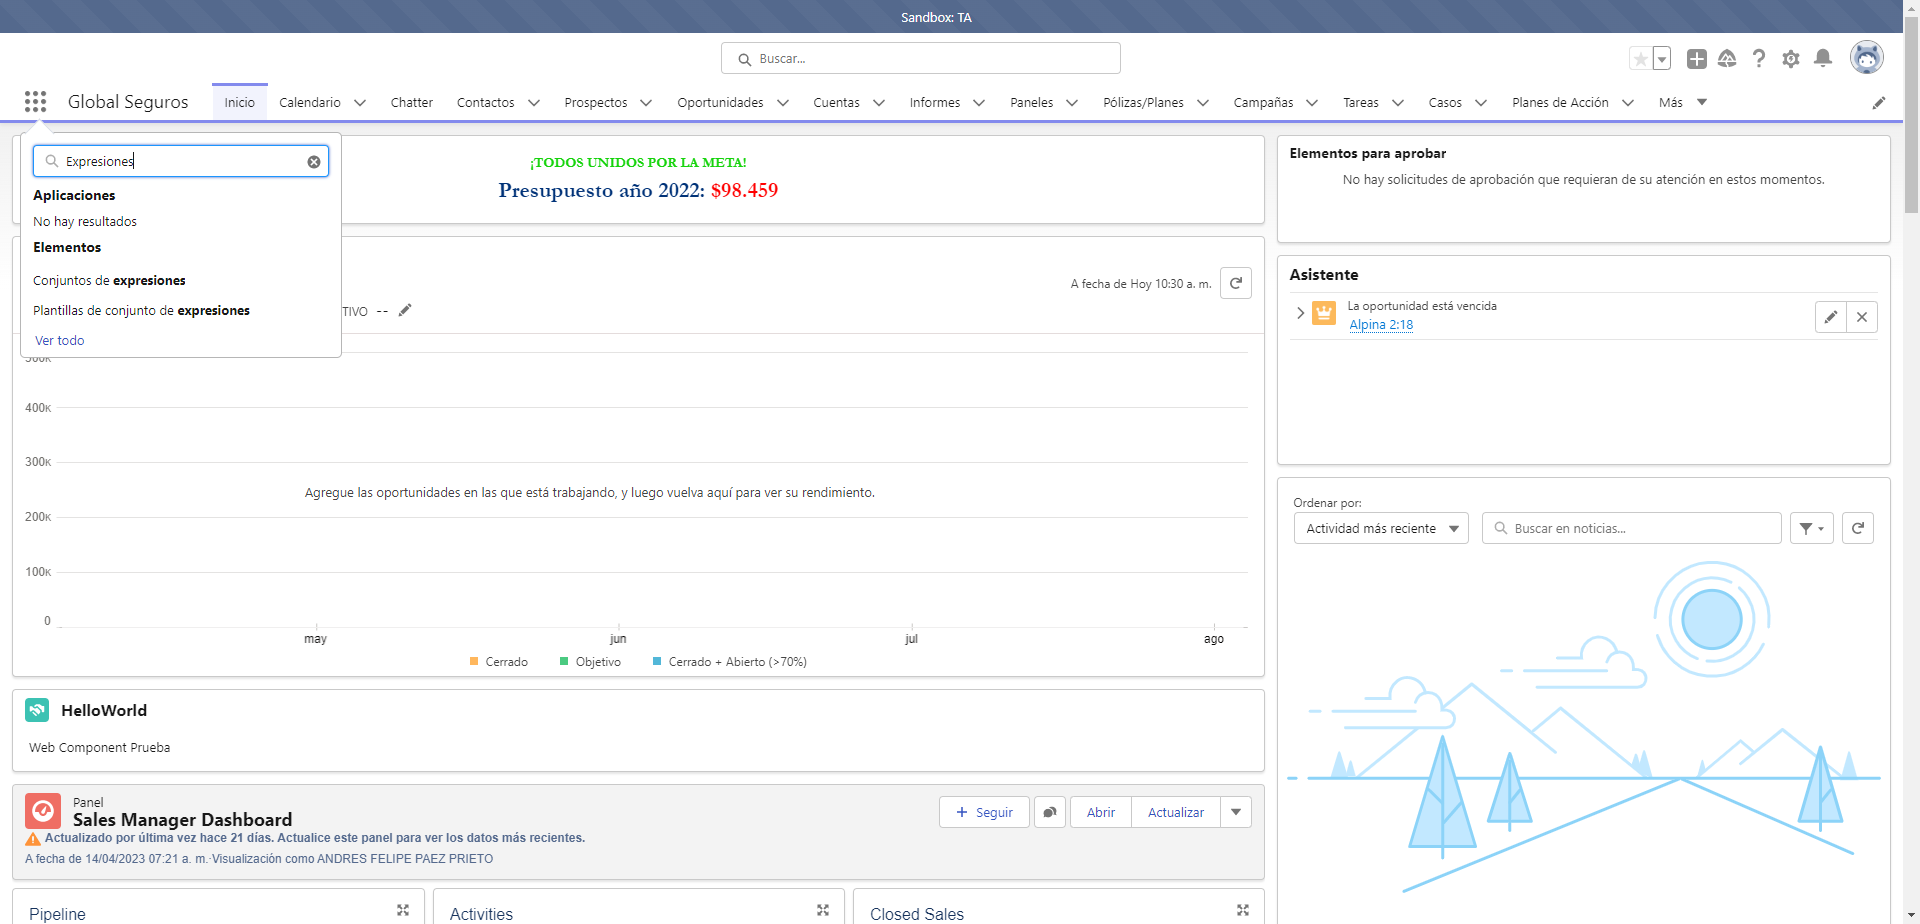 Sandbox: TA
Buscar...
Global Seguros
Inicio
Calendario
Chatter
Contactos
Prospectos
Oportunidades
Cuentas
Informes
Paneles
Pólizas/Planes
Campañas
Tareas
Casos
Planes de Acción
Más
Expresiones
Aplicaciones
No hay resultados
Elementos
Conjuntos de expresiones
Plantillas de conjunto de expresiones
Ver todo
¡TODOS UNIDOS POR LA META!
Presupuesto año 2022: $98.459
A fecha de Hoy 10:30 a. m.
TIVO --
500K
400K
300K
200K
100K
0
Agregue las oportunidades en las que está trabajando, y luego vuelva aquí para ver su rendimiento.
may
jun
jul
ago
Cerrado
Objetivo
Cerrado + Abierto (>70%)
HelloWorld
Web Component Prueba
Panel
Sales Manager Dashboard
Actualizado por última vez hace 21 días. Actualice este panel para ver los datos más recientes.
A fecha de 14/04/2023 07:21 a. m.·Visualización como ANDRES FELIPE PAEZ PRIETO
Seguir
Abrir
Actualizar
Pipeline
Activities
Closed Sales
Elementos para aprobar
No hay solicitudes de aprobación que requieran de su atención en estos momentos.
Asistente
La oportunidad está vencida
Alpina 2:18
Ordenar por:
Actividad más reciente
Buscar en noticias...